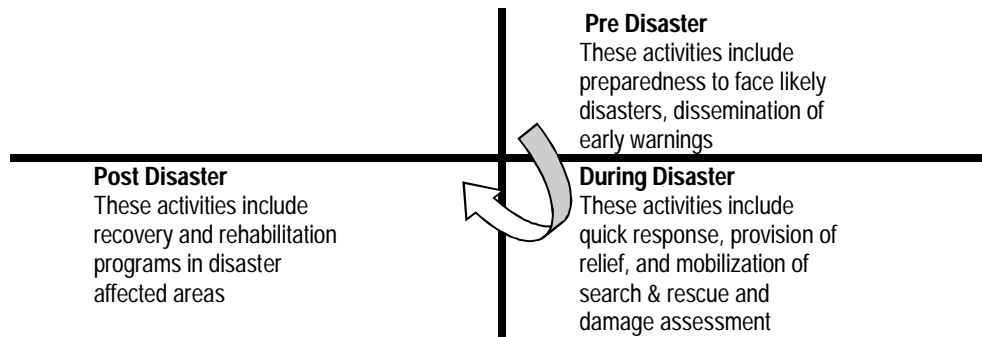 Pre Disaster
These activities include
preparedness to face likely
disasters, dissemination of
early warnings
Post Disaster
These activities include
recovery and rehabilitation
programs in disaster
affected areas
During Disaster
These activities include
quick response, provision of
relief, and mobilization of
search & rescue and
damage assessment